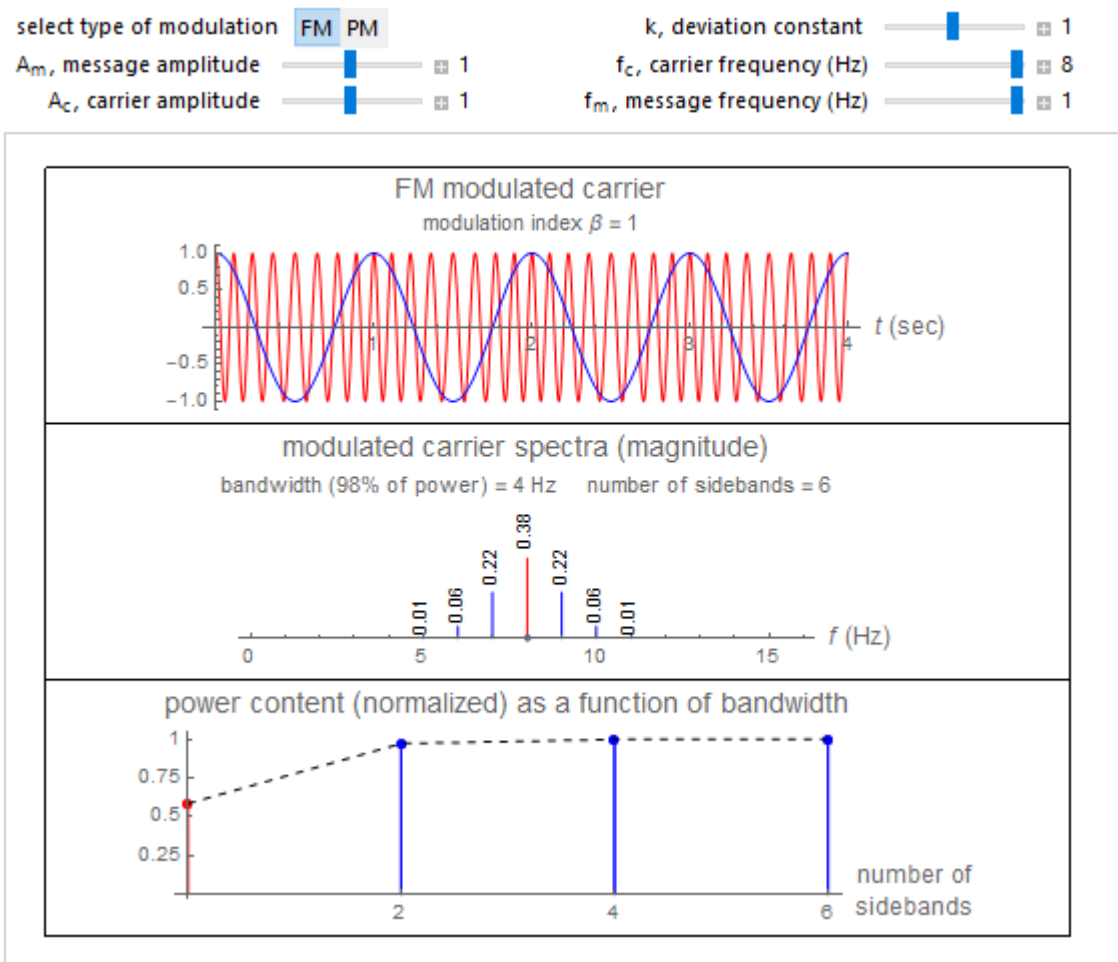 select type of modulation FM PM
k, deviation constant 1
Am, message amplitude 1
fc, carrier frequency (Hz) 8
Ac, carrier amplitude 1
fm, message frequency (Hz) 1
FM modulated carrier
modulation index β = 1
1.0
0.5
−0.5
−1.0
1 2 3 4
t (sec)
modulated carrier spectra (magnitude)
bandwidth (98% of power) = 4 Hz number of sidebands = 6
0.01 0.06 0.22 0.38 0.22 0.06 0.01
0 5 10 15
f (Hz)
power content (normalized) as a function of bandwidth
1
0.75
0.5
0.25
2 4 6
number of
sidebands